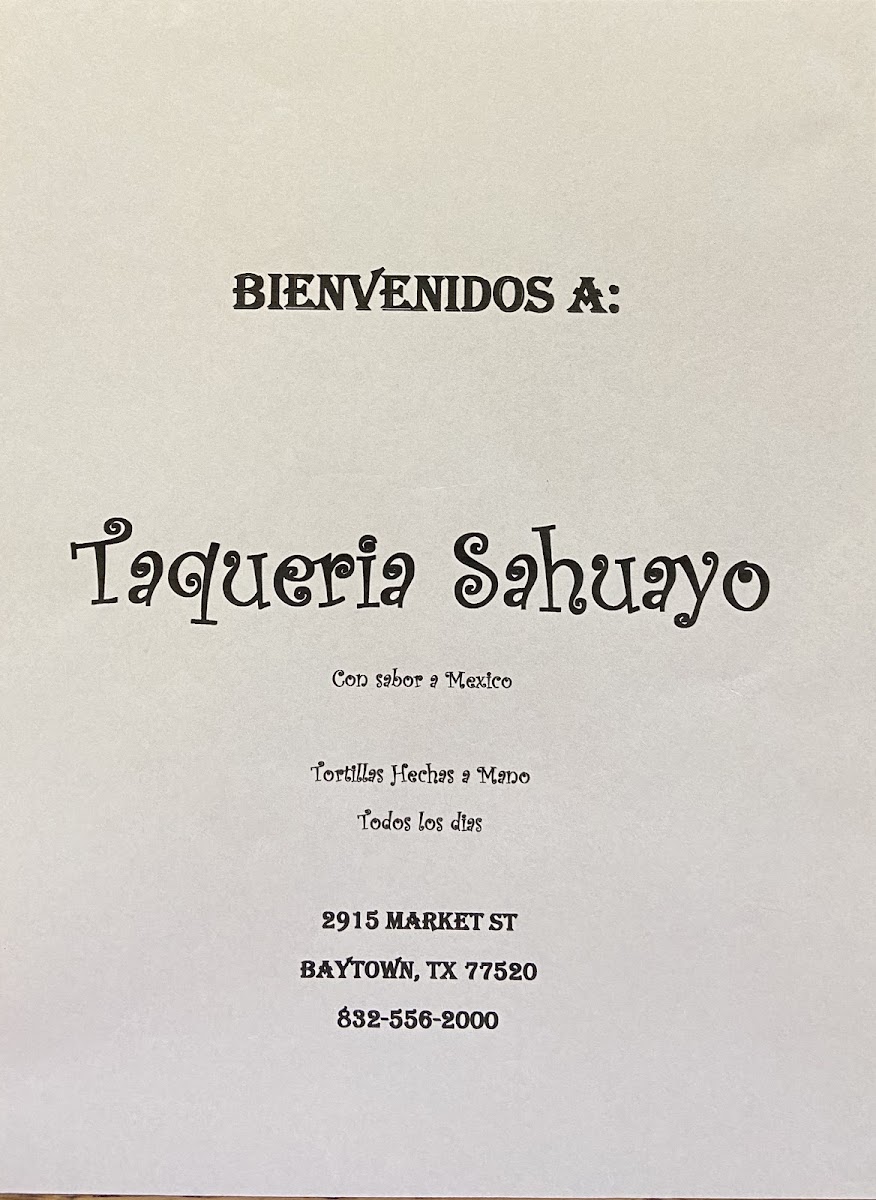 BIENVENIDOS A:
Taqueria Sahuayo
Con sabor a Mexico
Tortillas Hechas a Mano
Todos los dias
2915 MARKET ST
BAYTOWN, TX 77520
832-556-2000